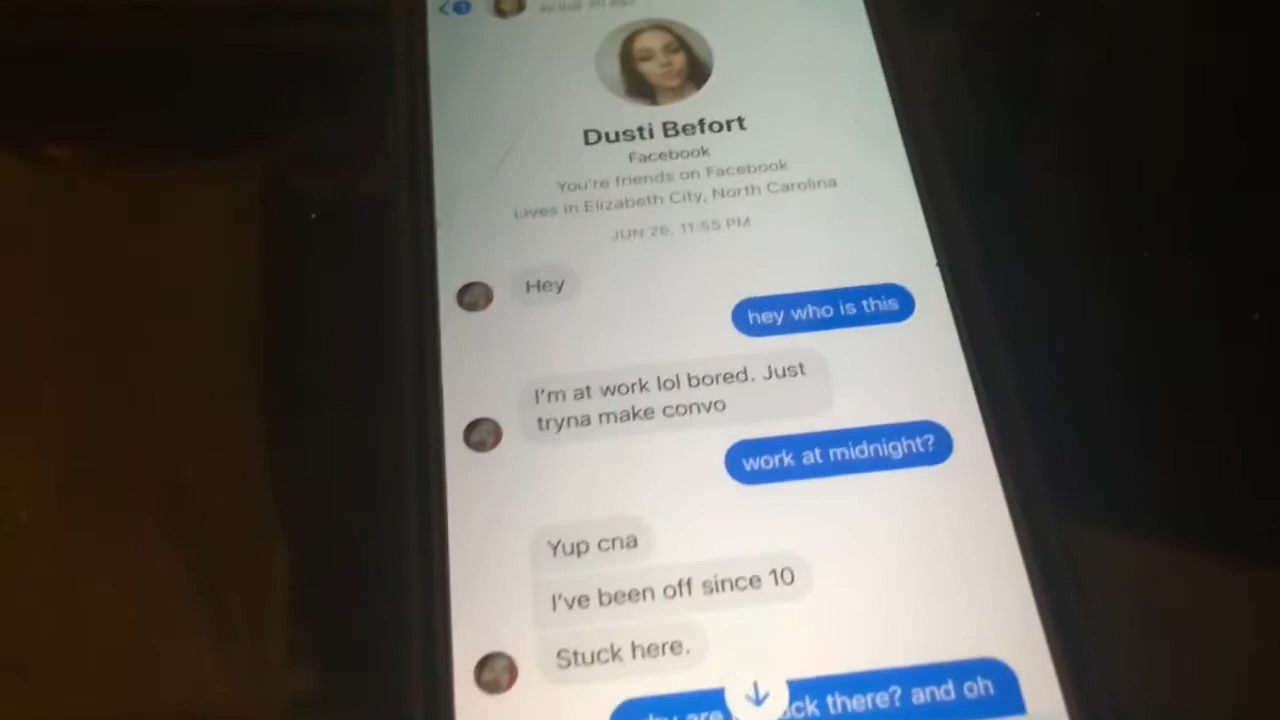 Dusti Befort
Facebook
You're friends on Facebook
Lives in Elizabeth City, North Carolina
JUN 26, 11:55 PM
Hey
hey who is this
I'm at work lol bored. Just
tryna make convo
work at midnight?
Yup cna
I've been off since 10
Stuck here.
are ck there? and oh